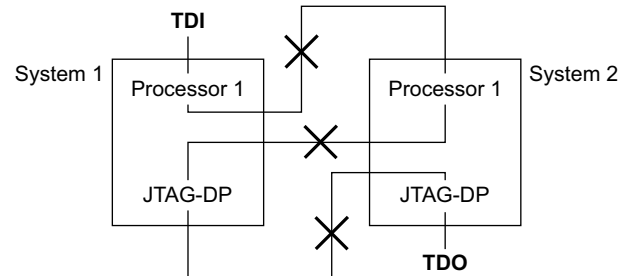 TDI
System 1
Processor 1
Processor 1
System 2
JTAG-DP
JTAG-DP
TDO